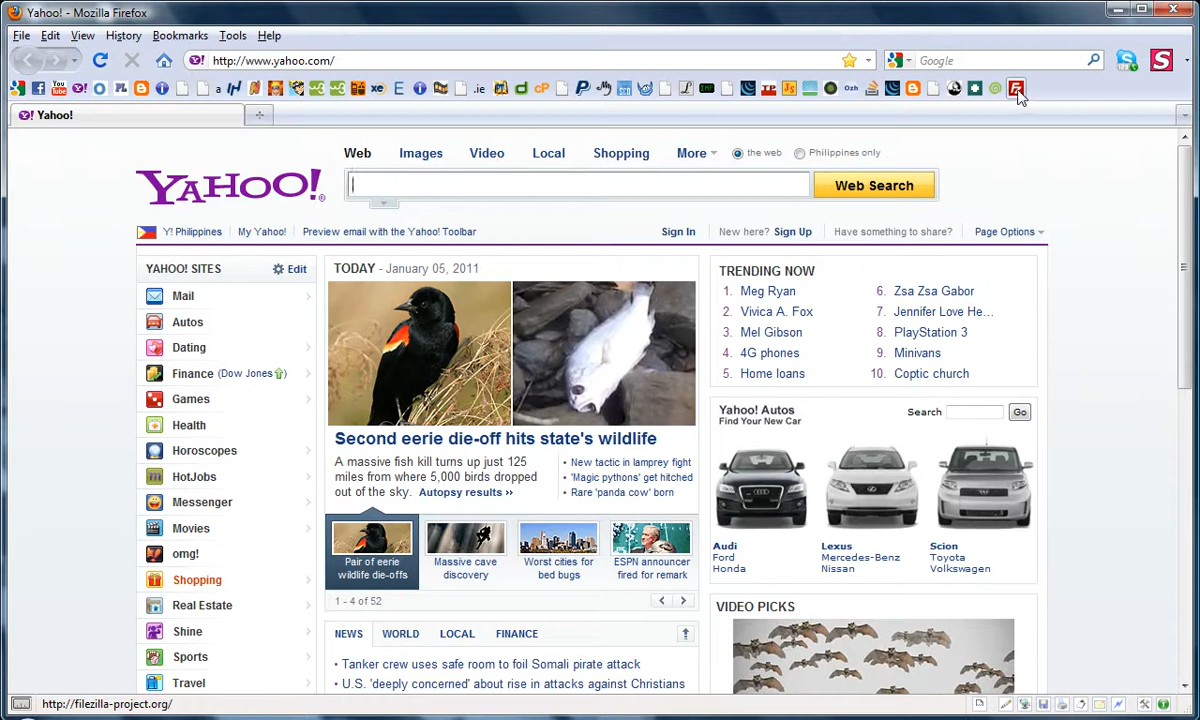 Yahoo! - Mozilla Firefox
File Edit View History Bookmarks Tools Help
http://www.yahoo.com/
Google
Yahoo!
Web Images Video Local Shopping More the web Philippines only
YAHOO!
Web Search
Y! Philippines My Yahoo! Preview email with the Yahoo! Toolbar Sign In New here? Sign Up Have something to share? Page Options
YAHOO! SITES Edit
Mail
Autos
Dating
Finance (Dow Jones)
Games
Health
Horoscopes
HotJobs
Messenger
Movies
omg!
Shopping
Real Estate
Shine
Sports
Travel
TODAY - January 05, 2011
Second eerie die-off hits state's wildlife
A massive fish kill turns up just 125
miles from where 5,000 birds dropped
out of the sky. Autopsy results ››
• New tactic in lamprey fight
• 'Magic pythons' get hitched
• Rare 'panda cow' born
Pair of eerie
wildlife die-offs
Massive cave
discovery
Worst cities for
bed bugs
ESPN announcer
fired for remark
1 - 4 of 52
NEWS WORLD LOCAL FINANCE
• Tanker crew uses safe room to foil Somali pirate attack
• U.S. 'deeply concerned' about rise in attacks against Christians
TRENDING NOW
1. Meg Ryan
2. Vivica A. Fox
3. Mel Gibson
4. 4G phones
5. Home loans
6. Zsa Zsa Gabor
7. Jennifer Love He...
8. PlayStation 3
9. Minivans
10. Coptic church
Yahoo! Autos
Find Your New Car
Search Go
Audi
Ford
Honda
Lexus
Mercedes-Benz
Nissan
Scion
Toyota
Volkswagen
VIDEO PICKS
http://filezilla-project.org/